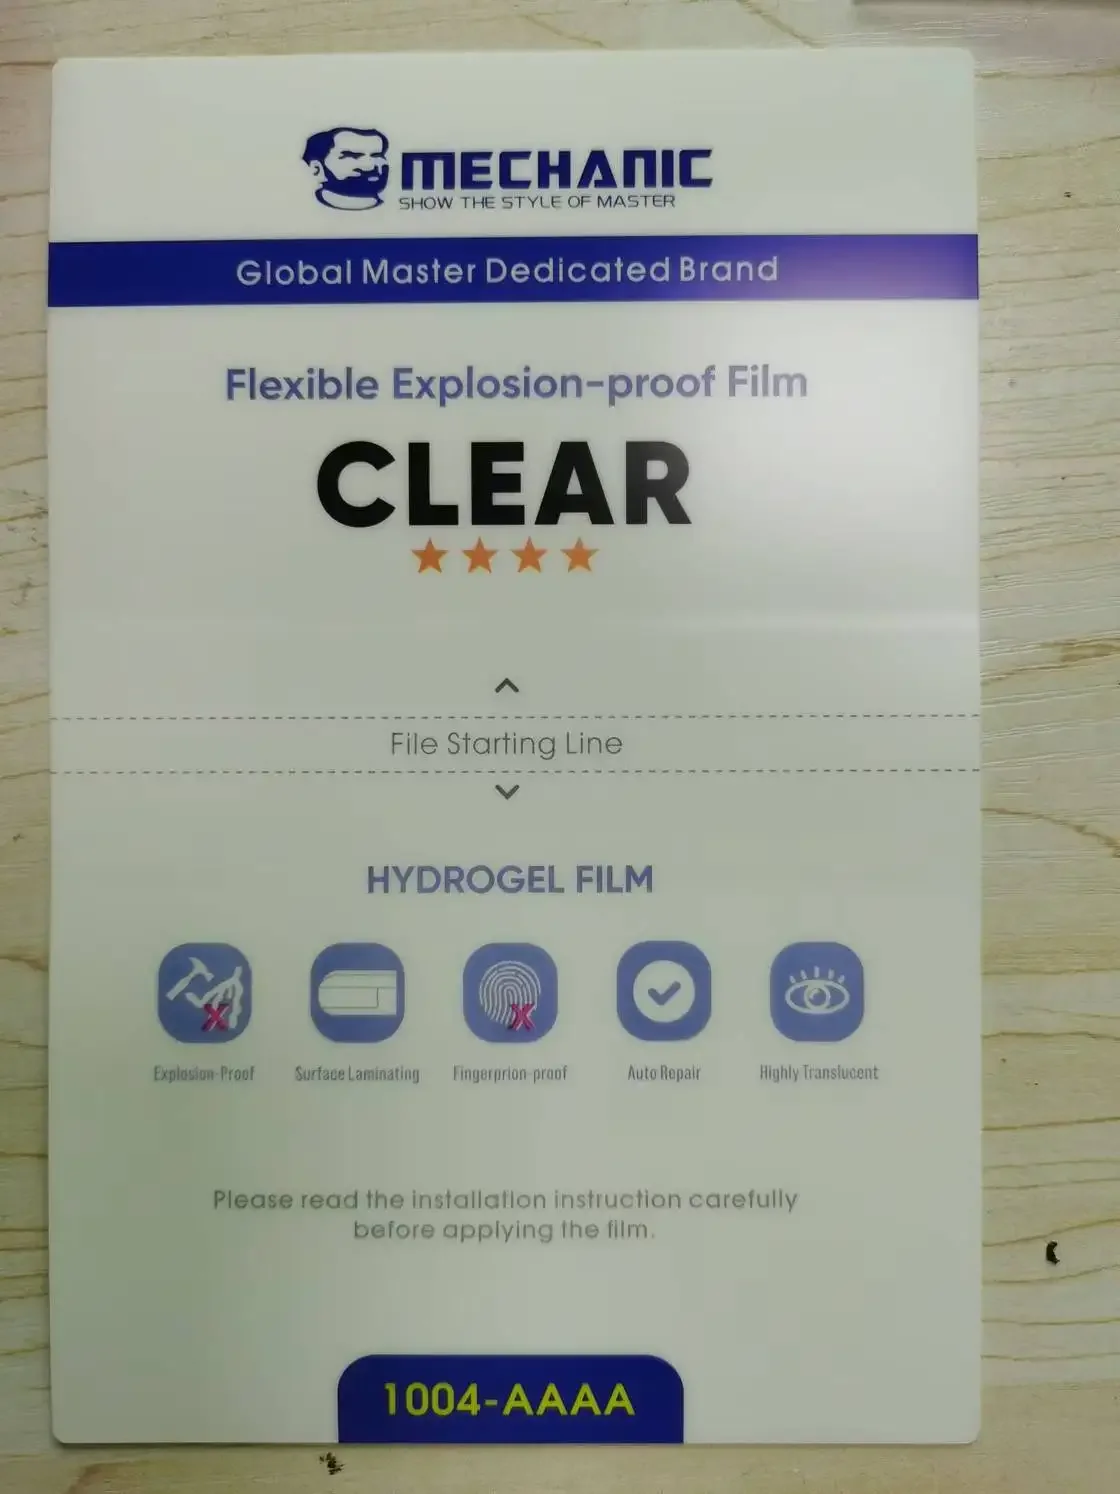 MECHANIC
SHOW THE STYLE OF MASTER
Global Master Dedicated Brand
Flexible Explosion-proof Film
CLEAR
File Starting Line
HYDROGEL FILM
Explosion-Proof
Surface Laminating
Fingerprion-proof
Auto Repair
Highly Translucent
Please read the installation instruction carefully
before applying the film.
1004-AAAA